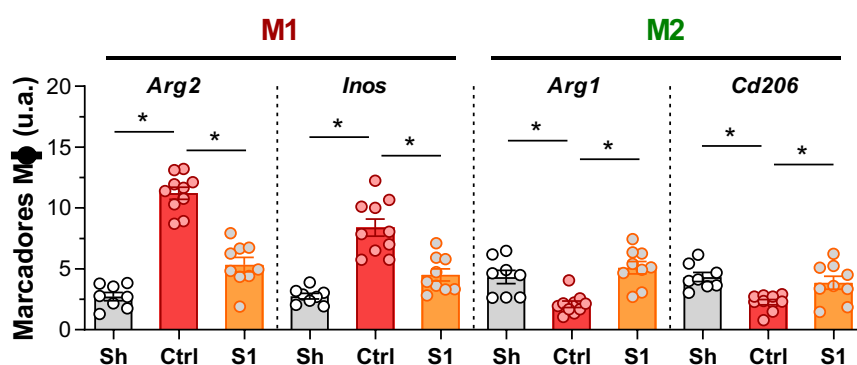 M1 M2
Arg2 Inos Arg1 Cd206
Marcadores MΦ (u.a.)
20
15
10
5
0
* * * * * * * *
Sh Ctrl S1 Sh Ctrl S1 Sh Ctrl S1 Sh Ctrl S1